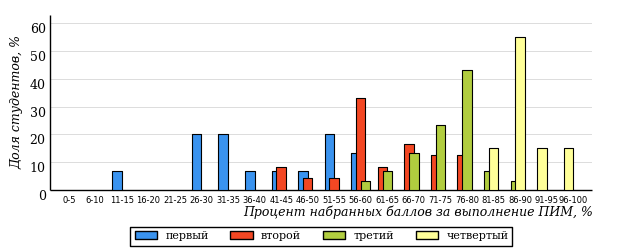 Доля студентов, %
60
50
40
30
20
10
0
0-5 6-10 11-15 16-20 21-25 26-30 31-35 36-40 41-45 46-50 51-55 56-60 61-65 66-70 71-75 76-80 81-85 86-90 91-95 96-100
Процент набранных баллов за выполнение ПИМ, %
первый второй третий четвертый